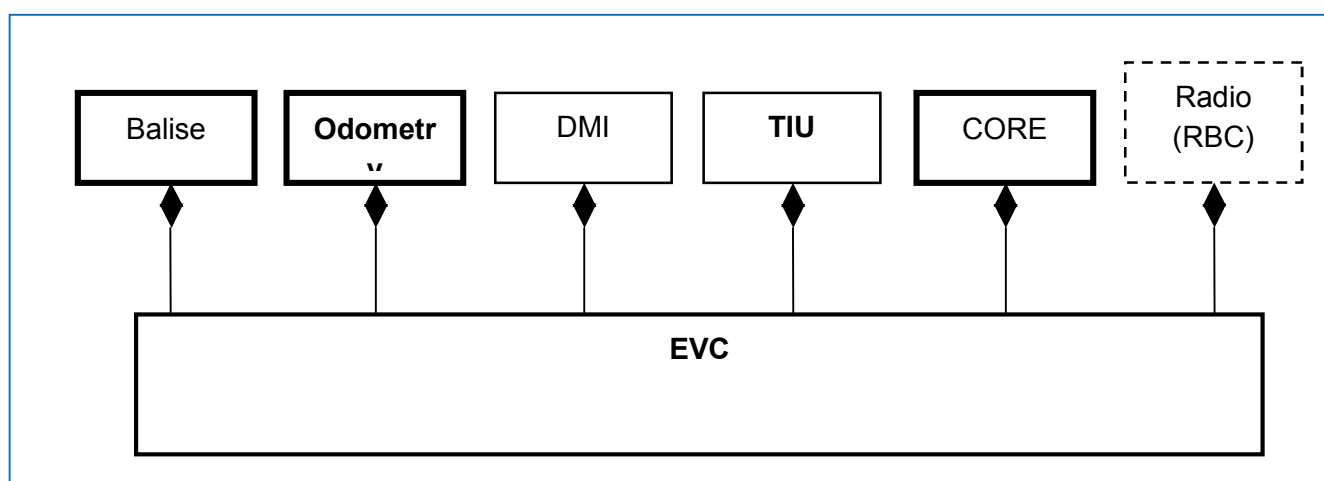 Balise
Odometr
y
DMI
TIU
CORE
Radio
(RBC)
EVC